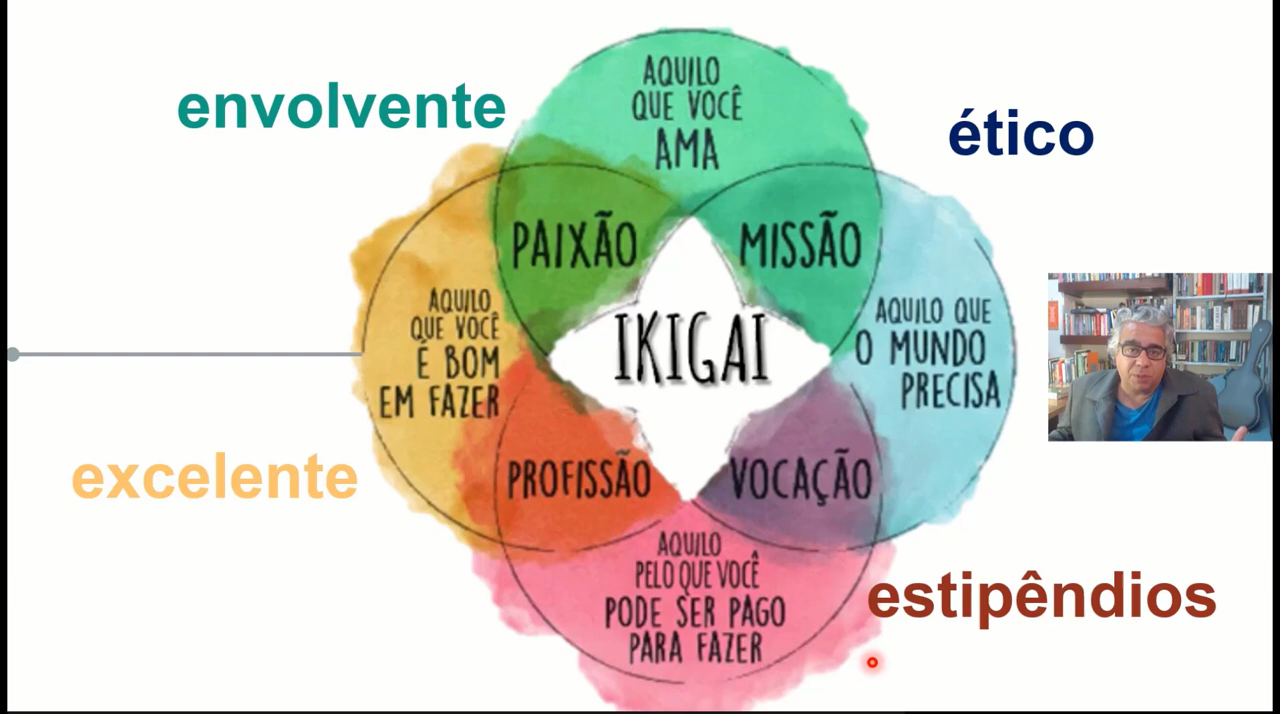 envolvente
AQUILO
QUE VOCÊ
AMA
ético
PAIXÃO
MISSÃO
AQUILO
QUE VOCÊ
É BOM
EM FAZER
IKIGAI
AQUILO QUE
O MUNDO
PRECISA
excelente
PROFISSÃO
VOCAÇÃO
AQUILO
PELO QUE VOCÊ
PODE SER PAGO
PARA FAZER
estipêndios